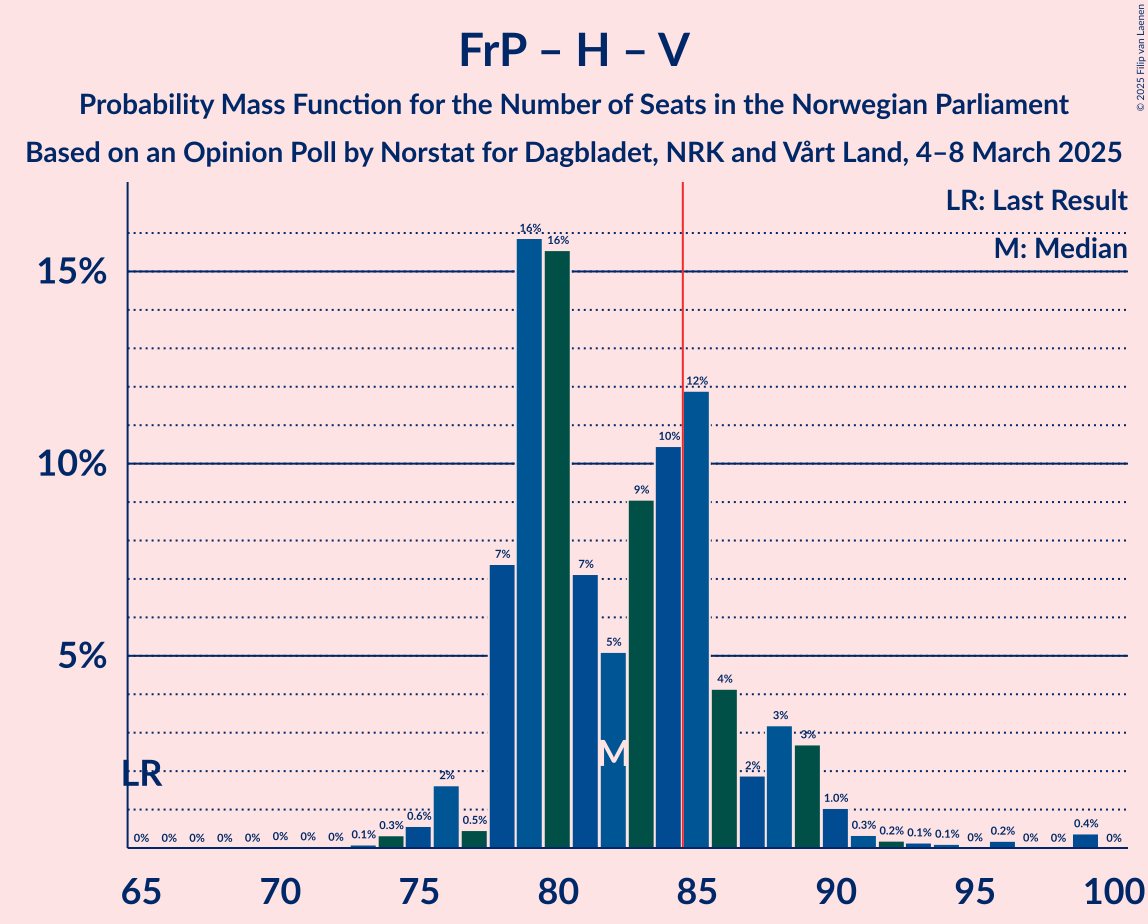 FrP – H – V
Probability Mass Function for the Number of Seats in the Norwegian Parliament
Based on an Opinion Poll by Norstat for Dagbladet, NRK and Vårt Land, 4–8 March 2025
© 2025 Filip van Laenen
LR: Last Result
M: Median
15%
10%
5%
LR
M
0% 0% 0% 0% 0% 0% 0% 0% 0.1% 0.3% 0.6% 2% 0.5% 7% 16% 16% 7% 5% 9% 10% 12% 4% 2% 3% 3% 1.0% 0.3% 0.2% 0.1% 0.1% 0% 0.2% 0% 0% 0.4% 0%
65 70 75 80 85 90 95 100